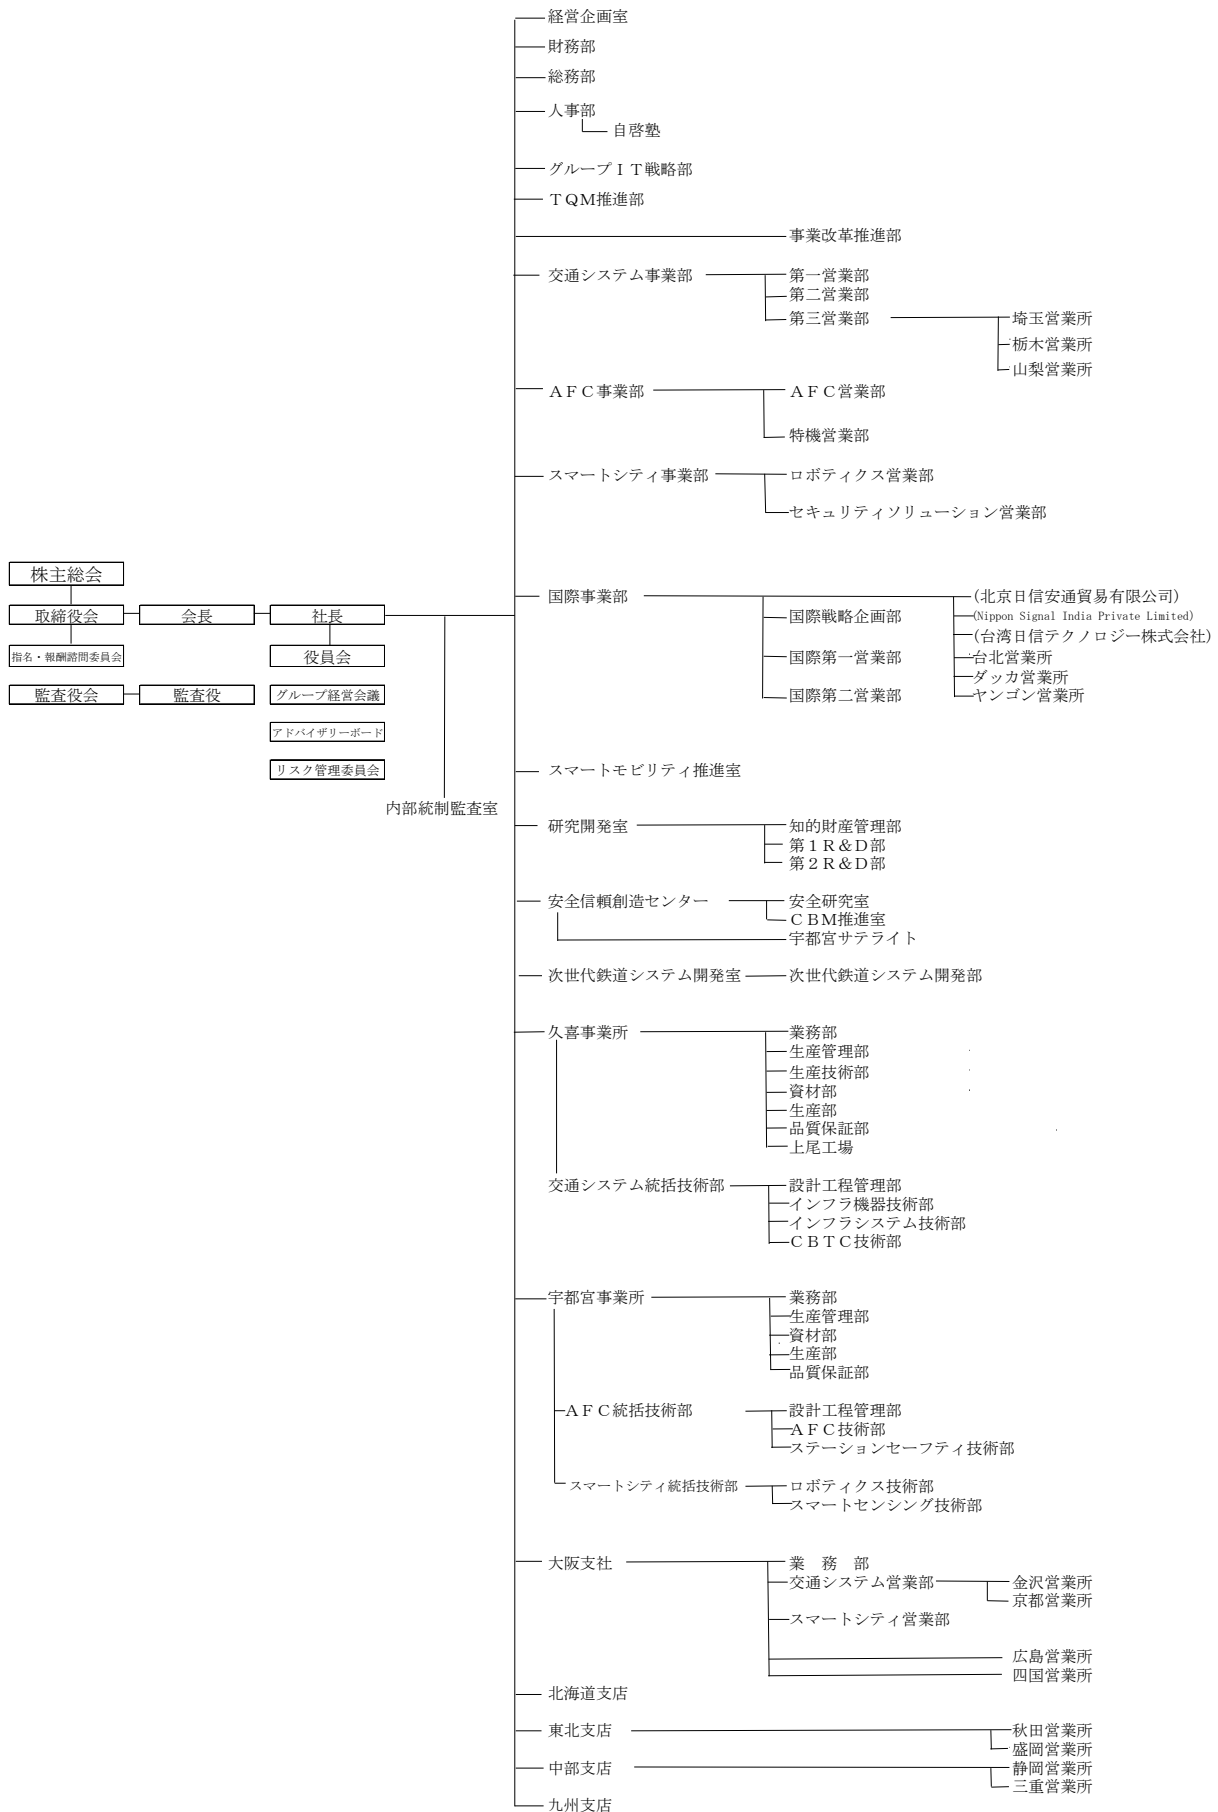 経営企画室
財務部
総務部
人事部
自啓塾
グループＩＴ戦略部
ＴＱＭ推進部
事業改革推進部
交通システム事業部 第一営業部
第二営業部
第三営業部 埼玉営業所
栃木営業所
山梨営業所
ＡＦＣ事業部 ＡＦＣ営業部
特機営業部
スマートシティ事業部 ロボティクス営業部
セキュリティソリューション営業部
株主総会
取締役会 会長 社長
指名・報酬諮問委員会 役員会
監査役会 監査役 グループ経営会議
アドバイザリーボード
リスク管理委員会
内部統制監査室
国際事業部 (北京日信安通貿易有限公司)
国際戦略企画部 (Nippon Signal India Private Limited)
(台湾日信テクノロジー株式会社)
国際第一営業部 台北営業所
ダッカ営業所
国際第二営業部 ヤンゴン営業所
スマートモビリティ推進室
研究開発室 知的財産管理部
第１Ｒ＆Ｄ部
第２Ｒ＆Ｄ部
安全信頼創造センター 安全研究室
ＣＢＭ推進室
宇都宮サテライト
次世代鉄道システム開発室 次世代鉄道システム開発部
久喜事業所 業務部
生産管理部
生産技術部
資材部
生産部
品質保証部
上尾工場
交通システム統括技術部 設計工程管理部
インフラ機器技術部
インフラシステム技術部
ＣＢＴＣ技術部
宇都宮事業所 業務部
生産管理部
資材部
生産部
品質保証部
ＡＦＣ統括技術部 設計工程管理部
ＡＦＣ技術部
ステーションセーフティ技術部
スマートシティ統括技術部 ロボティクス技術部
スマートセンシング技術部
大阪支社 業　務　部
交通システム営業部 金沢営業所
京都営業所
スマートシティ営業部
広島営業所
四国営業所
北海道支店
東北支店 秋田営業所
盛岡営業所
中部支店 静岡営業所
三重営業所
九州支店